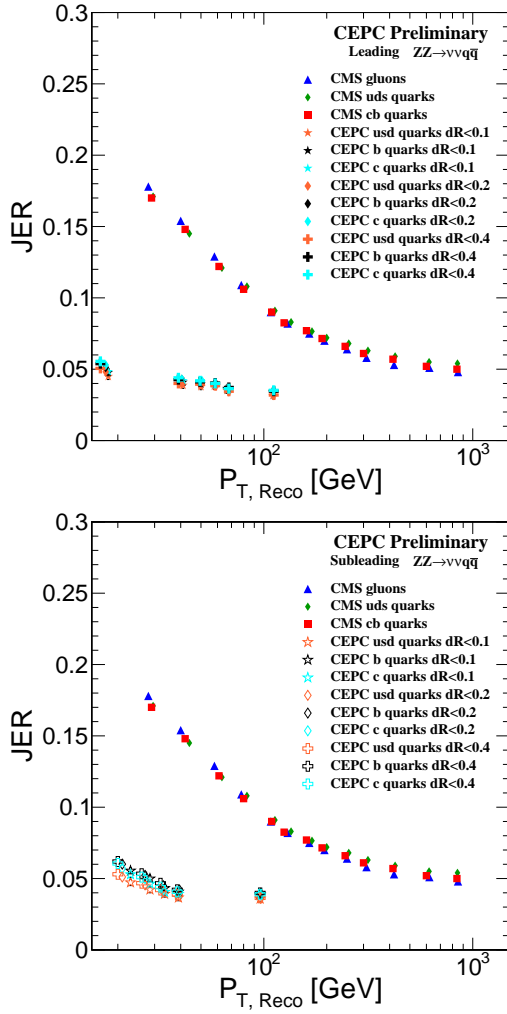 CEPC Preliminary
Leading ZZ→ννqq̅
CMS gluons
CMS uds quarks
CMS cb quarks
CEPC usd quarks dR<0.1
CEPC b quarks dR<0.1
CEPC c quarks dR<0.1
CEPC usd quarks dR<0.2
CEPC b quarks dR<0.2
CEPC c quarks dR<0.2
CEPC usd quarks dR<0.4
CEPC b quarks dR<0.4
CEPC c quarks dR<0.4
JER
0.3
0.25
0.2
0.15
0.1
0.05
0
10²
10³
P_T, Reco [GeV]
CEPC Preliminary
Subleading ZZ→ννqq̅
CMS gluons
CMS uds quarks
CMS cb quarks
CEPC usd quarks dR<0.1
CEPC b quarks dR<0.1
CEPC c quarks dR<0.1
CEPC usd quarks dR<0.2
CEPC b quarks dR<0.2
CEPC c quarks dR<0.2
CEPC usd quarks dR<0.4
CEPC b quarks dR<0.4
CEPC c quarks dR<0.4
JER
0.3
0.25
0.2
0.15
0.1
0.05
0
10²
10³
P_T, Reco [GeV]